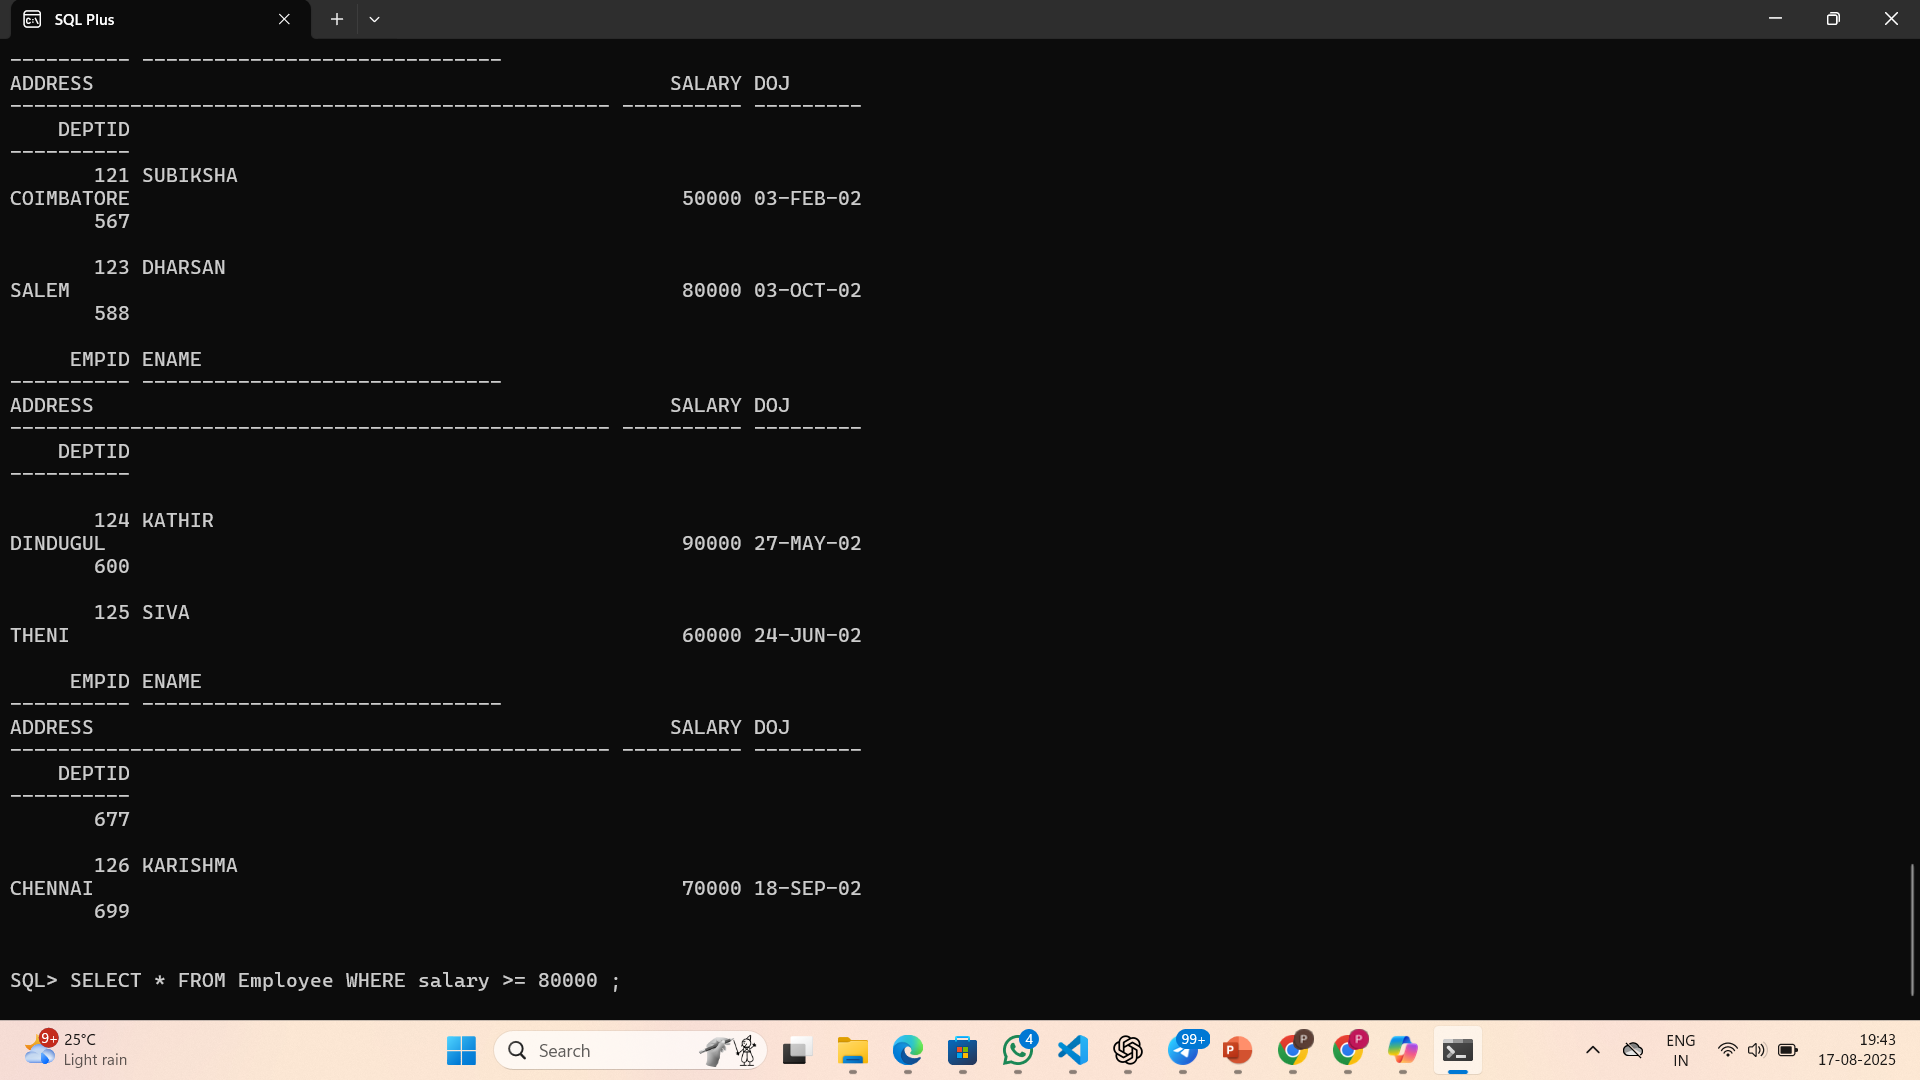 SQL Plus
---------- ------------------------------
ADDRESS SALARY DOJ
-------------------------------------------------- ---------- ---------
DEPTID
----------
121 SUBIKSHA
COIMBATORE 50000 03-FEB-02
567
123 DHARSAN
SALEM 80000 03-OCT-02
588
EMPID ENAME
---------- ------------------------------
ADDRESS SALARY DOJ
-------------------------------------------------- ---------- ---------
DEPTID
----------
124 KATHIR
DINDUGUL 90000 27-MAY-02
600
125 SIVA
THENI 60000 24-JUN-02
EMPID ENAME
---------- ------------------------------
ADDRESS SALARY DOJ
-------------------------------------------------- ---------- ---------
DEPTID
----------
677
126 KARISHMA
CHENNAI 70000 18-SEP-02
699
SQL> SELECT * FROM Employee WHERE salary >= 80000 ;
9+
25°C
Light rain
Search
4
99+
P
P
P
ENG
IN
19:43
17-08-2025